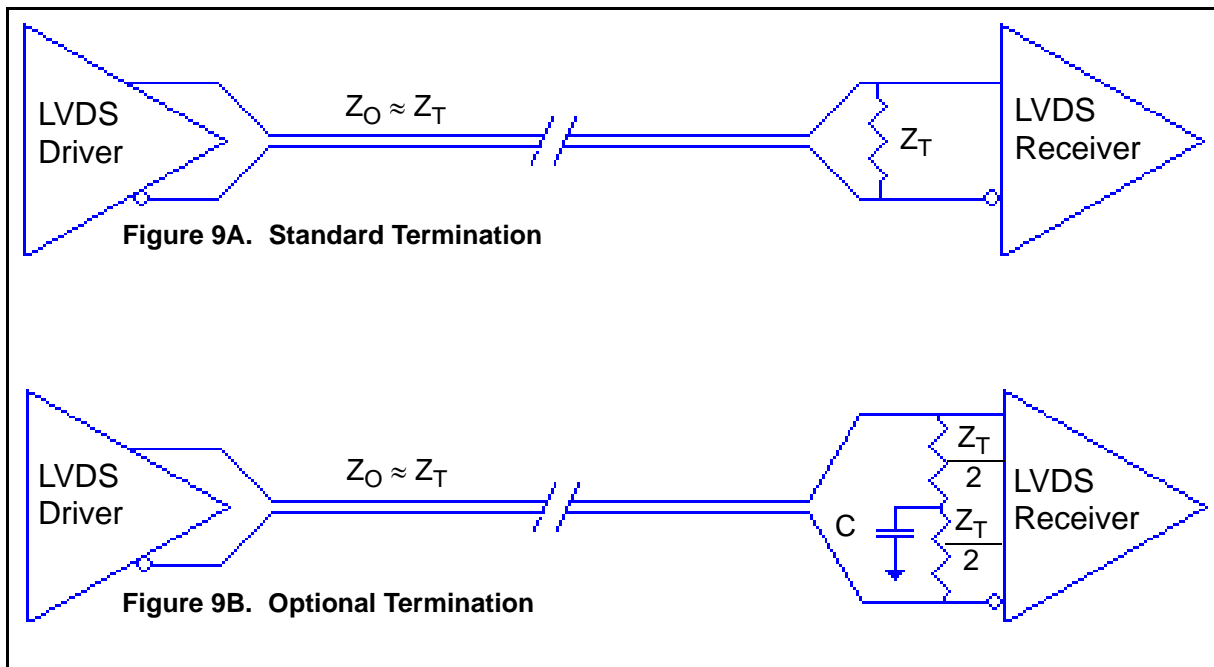 LVDS
Driver
Z_O ≈ Z_T
Z_T
LVDS
Receiver
Figure 9A. Standard Termination
LVDS
Driver
Z_O ≈ Z_T
C
Z_T
2
Z_T
2
LVDS
Receiver
Figure 9B. Optional Termination